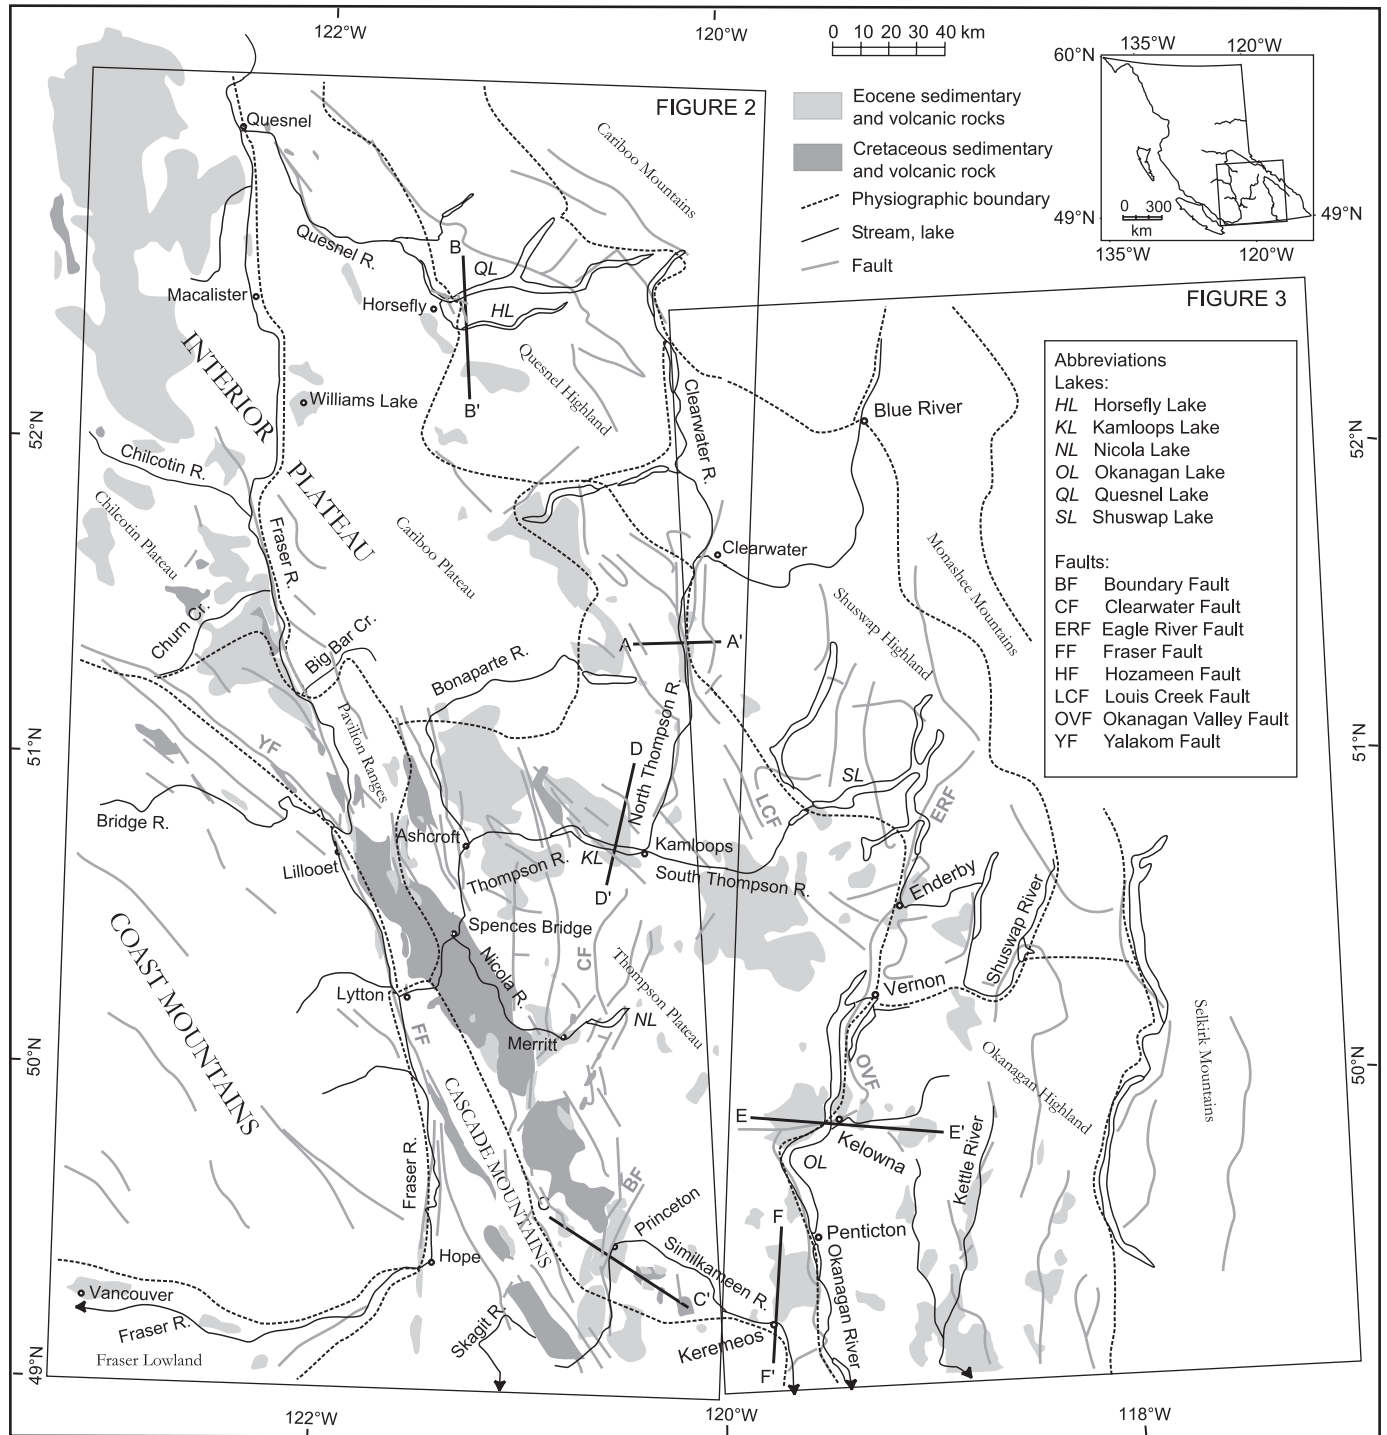 122°W
120°W
0 10 20 30 40 km
135°W
120°W
60°N
49°N
49°N
0 300
km
135°W
120°W
Eocene sedimentary
and volcanic rocks
Cretaceous sedimentary
and volcanic rock
Physiographic boundary
Stream, lake
Fault
FIGURE 2
FIGURE 3
Abbreviations
Lakes:
HL Horsefly Lake
KL Kamloops Lake
NL Nicola Lake
OL Okanagan Lake
QL Quesnel Lake
SL Shuswap Lake
Faults:
BF Boundary Fault
CF Clearwater Fault
ERF Eagle River Fault
FF Fraser Fault
HF Hozameen Fault
LCF Louis Creek Fault
OVF Okanagan Valley Fault
YF Yalakom Fault
Quesnel
Cariboo Mountains
Quesnel R.
B
QL
Macalister
Horsefly
HL
INTERIOR
PLATEAU
Quesnel Highland
Williams Lake
B'
Clearwater R.
Blue River
52°N
52°N
Chilcotin R.
Chilcotin Plateau
Fraser R.
Cariboo Plateau
Clearwater
Monashee Mountains
Shuswap Highland
Churn Cr.
Big Bar Cr.
A
A'
Bonaparte R.
Pavilion Ranges
North Thompson R.
YF
D
51°N
51°N
SL
LCF
ERF
Bridge R.
Ashcroft
Lillooet
Thompson R.
KL
Kamloops
South Thompson R.
D'
Enderby
Shuswap River
COAST MOUNTAINS
Spences Bridge
Nicola R.
CF
Thompson Plateau
Lytton
Vernon
NL
Merritt
FF
Selkirk Mountains
50°N
50°N
Okanagan Highland
OVF
CASCADE MOUNTAINS
E
E'
Kelowna
OL
Kettle River
Fraser R.
BF
C
Princeton
F
Penticton
Similkameen R.
Okanagan River
Hope
C'
Vancouver
Fraser R.
Skagit R.
Keremeos
Fraser Lowland
F'
49°N
122°W
120°W
118°W